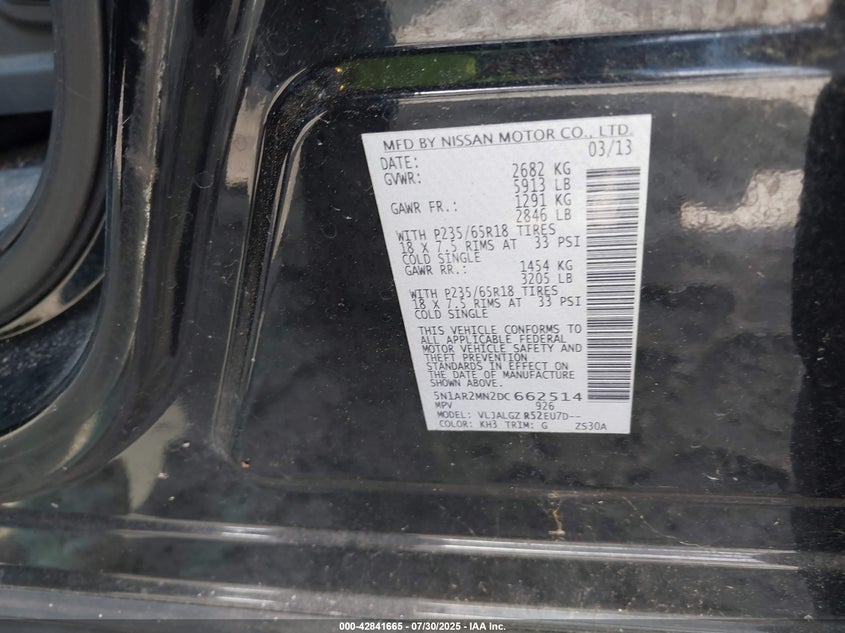 MFD BY NISSAN MOTOR CO., LTD.
DATE: 03/13
GVWR: 2682 KG
5913 LB
GAWR FR.: 1291 KG
2846 LB
WITH P235/65R18 TIRES
18 X 7.5 RIMS AT 33 PSI
COLD SINGLE
GAWR RR.: 1454 KG
3205 LB
WITH P235/65R18 TIRES
18 X 7.5 RIMS AT 33 PSI
COLD SINGLE
THIS VEHICLE CONFORMS TO
ALL APPLICABLE FEDERAL
MOTOR VEHICLE SAFETY AND
THEFT PREVENTION
STANDARDS IN EFFECT ON
THE DATE OF MANUFACTURE
SHOWN ABOVE.
5N1AR2MN2DC662514
MPV 926
MODEL: VLJALGZ R52EU7D--
COLOR: KH3 TRIM: G ZS30A
000-42841665 - 07/30/2025 - IAA Inc.